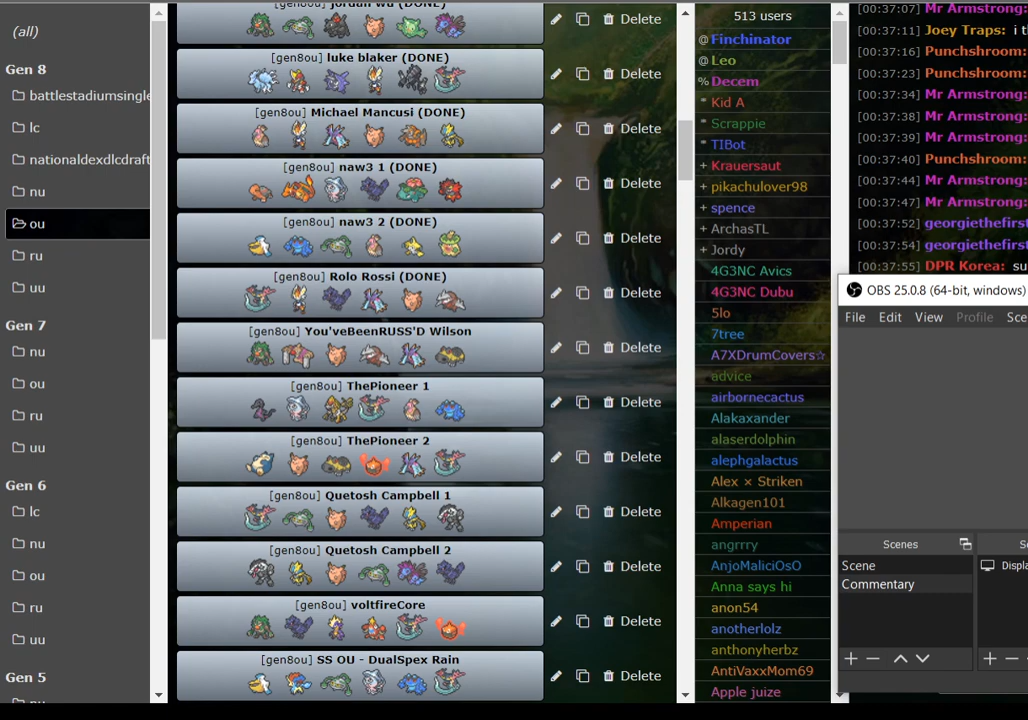 (all)
Gen 8
battlestadiumsingle
lc
nationaldexdlcdraft
nu
ou
ru
uu
Gen 7
nu
ou
ru
uu
Gen 6
lc
nu
ou
ru
uu
Gen 5
jordan wu (DONE)
Delete
[gen8ou] luke blaker (DONE)
Delete
[gen8ou] Michael Mancusi (DONE)
Delete
[gen8ou] naw3 1 (DONE)
Delete
[gen8ou] naw3 2 (DONE)
Delete
[gen8ou] Rolo Rossi (DONE)
Delete
[gen8ou] You'veBeenRUSS'D Wilson
Delete
[gen8ou] ThePioneer 1
Delete
[gen8ou] ThePioneer 2
Delete
[gen8ou] Quetosh Campbell 1
Delete
[gen8ou] Quetosh Campbell 2
Delete
[gen8ou] voltfireCore
Delete
[gen8ou] SS OU - DualSpex Rain
Delete
513 users
@ Finchinator
@ Leo
% Decem
* Kid A
* Scrappie
* TIBot
+ Krauersaut
+ pikachulover98
+ spence
+ ArchasTL
+ Jordy
4G3NC Avics
4G3NC Dubu
5lo
7tree
A7XDrumCovers☆
advice
airbornecactus
Alakaxander
alaserdolphin
alephgalactus
Alex × Striken
Alkagen101
Amperian
angrrry
AnjoMaliciOsO
Anna says hi
anon54
anotherlolz
anthonyherbz
AntiVaxxMom69
Apple juize
[00:37:07] Mr Armstrong:
[00:37:11] Joey Traps: i t
[00:37:16] Punchshroom:
[00:37:23] Punchshroom:
[00:37:34] Mr Armstrong:
[00:37:38] Mr Armstrong:
[00:37:39] Mr Armstrong:
[00:37:40] Punchshroom:
[00:37:44] Mr Armstrong:
[00:37:47] Mr Armstrong:
[00:37:52] georgiethefirst
[00:37:54] georgiethefirst
[00:37:55] DPR Korea: su
OBS 25.0.8 (64-bit, windows)
File Edit View Profile Sce
Scenes
Scene
Commentary
Displa